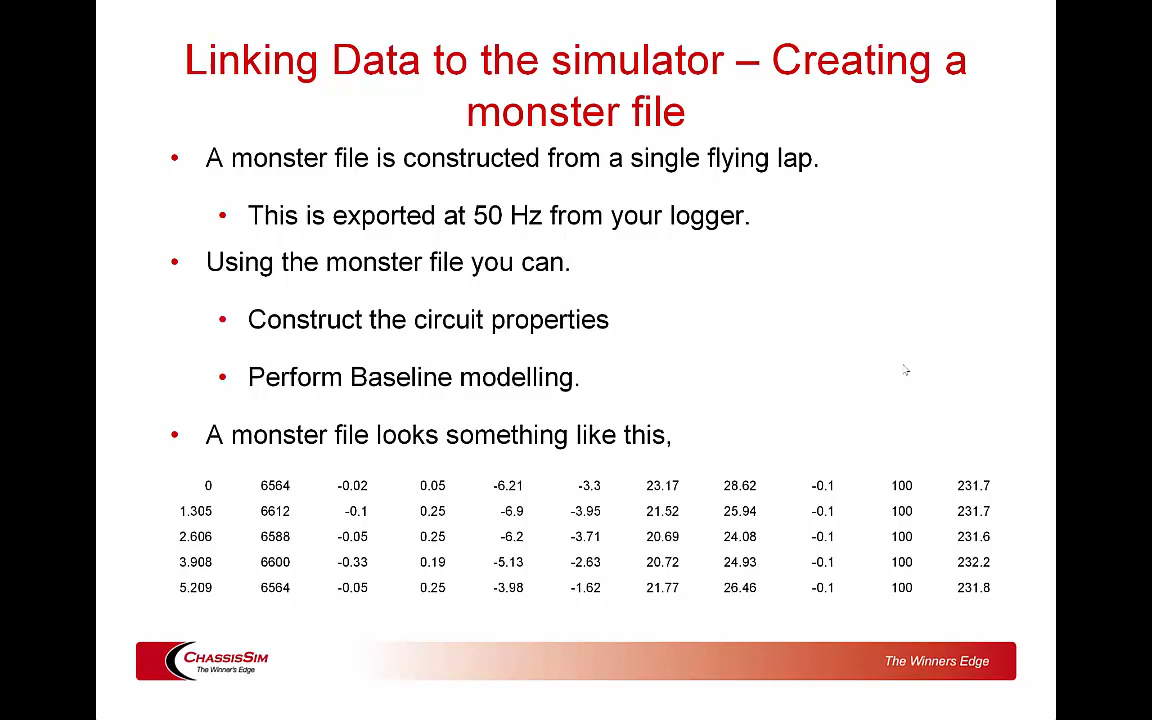 Linking Data to the simulator – Creating a
monster file
• A monster file is constructed from a single flying lap.
• This is exported at 50 Hz from your logger.
• Using the monster file you can.
• Construct the circuit properties
• Perform Baseline modelling.
• A monster file looks something like this,
0 6564 -0.02 0.05 -6.21 -3.3 23.17 28.62 -0.1 100 231.7
1.305 6612 -0.1 0.25 -6.9 -3.95 21.52 25.94 -0.1 100 231.7
2.606 6588 -0.05 0.25 -6.2 -3.71 20.69 24.08 -0.1 100 231.6
3.908 6600 -0.33 0.19 -5.13 -2.63 20.72 24.93 -0.1 100 232.2
5.209 6564 -0.05 0.25 -3.98 -1.62 21.77 26.46 -0.1 100 231.8
CHASSISSIM
The Winner's Edge
The Winners Edge